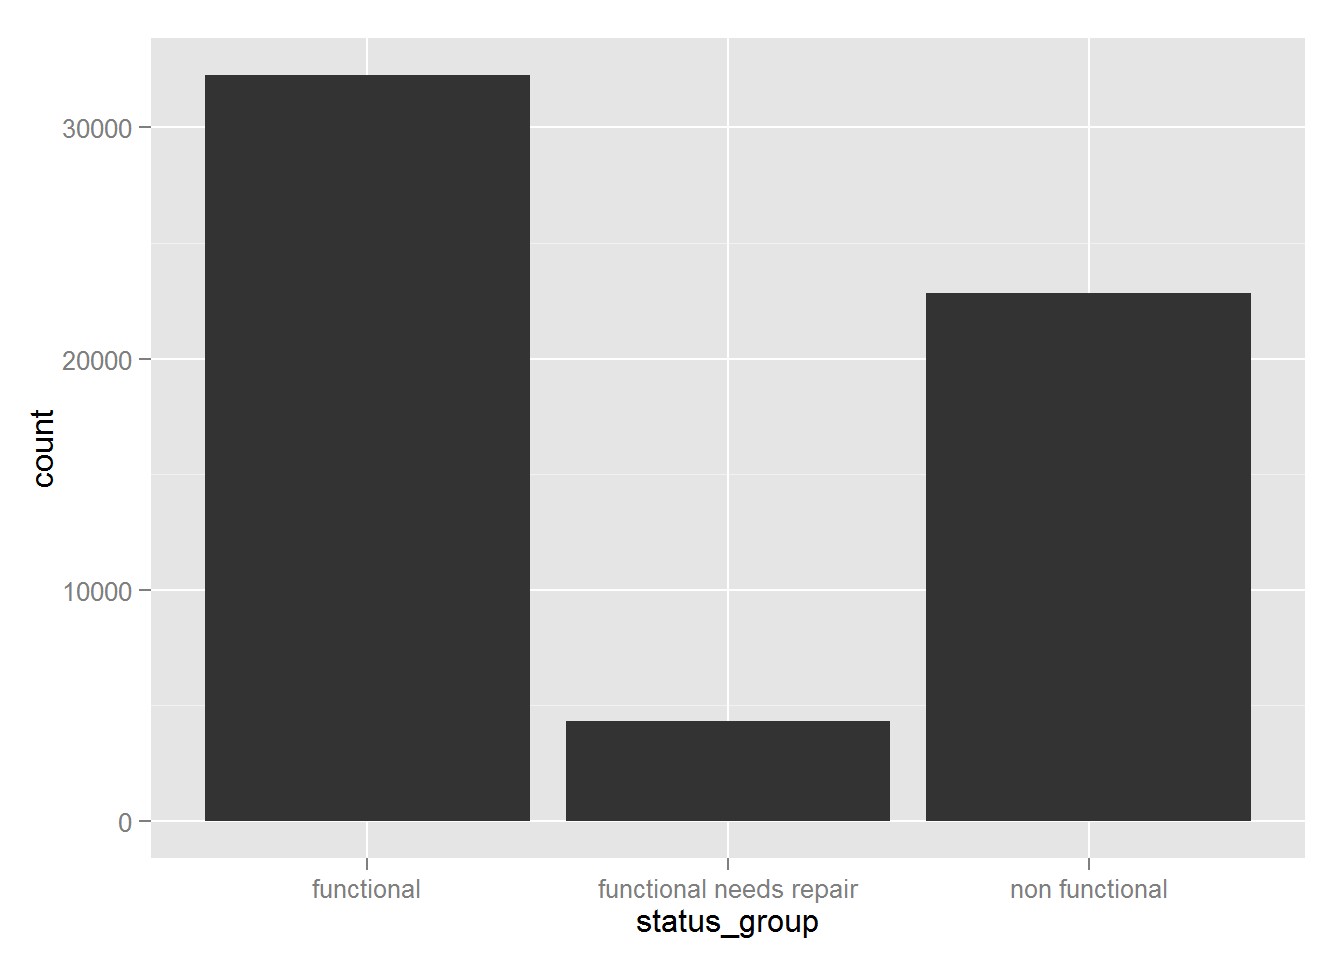 30000
20000
10000
0
count
functional
functional needs repair
non functional
status_group